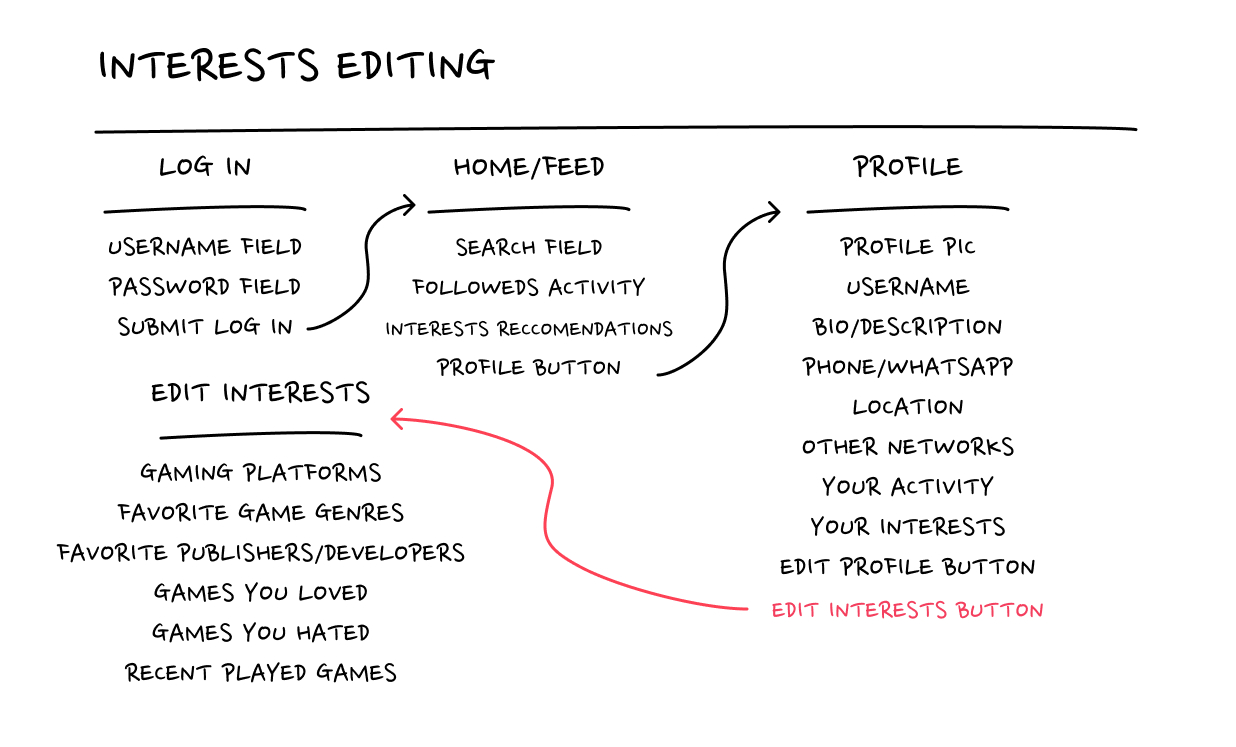 INTERESTS EDITING
LOG IN
USERNAME FIELD
PASSWORD FIELD
SUBMIT LOG IN
HOME/FEED
SEARCH FIELD
FOLLOWEDS ACTIVITY
INTERESTS RECCOMENDATIONS
PROFILE BUTTON
PROFILE
PROFILE PIC
USERNAME
BIO/DESCRIPTION
PHONE/WHATSAPP
LOCATION
OTHER NETWORKS
YOUR ACTIVITY
YOUR INTERESTS
EDIT PROFILE BUTTON
EDIT INTERESTS BUTTON
EDIT INTERESTS
GAMING PLATFORMS
FAVORITE GAME GENRES
FAVORITE PUBLISHERS/DEVELOPERS
GAMES YOU LOVED
GAMES YOU HATED
RECENT PLAYED GAMES